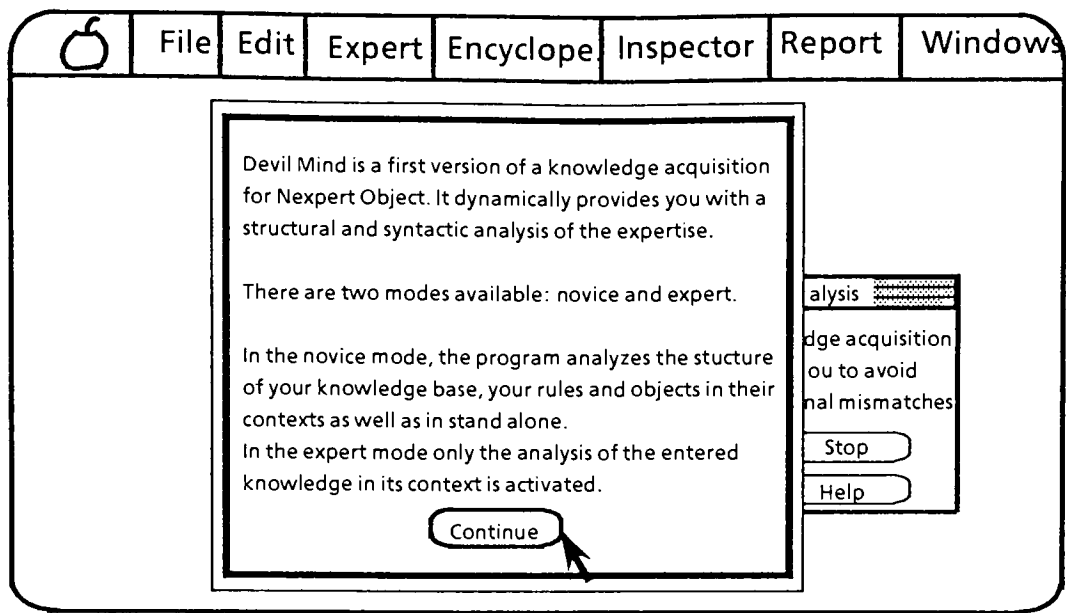 File Edit Expert Encyclope Inspector Report Windows
Devil Mind is a first version of a knowledge acquisition
for Nexpert Object. It dynamically provides you with a
structural and syntactic analysis of the expertise.
There are two modes available: novice and expert.
In the novice mode, the program analyzes the stucture
of your knowledge base, your rules and objects in their
contexts as well as in stand alone.
In the expert mode only the analysis of the entered
knowledge in its context is activated.
Continue
alysis
dge acquisition
ou to avoid
nal mismatches
Stop
Help